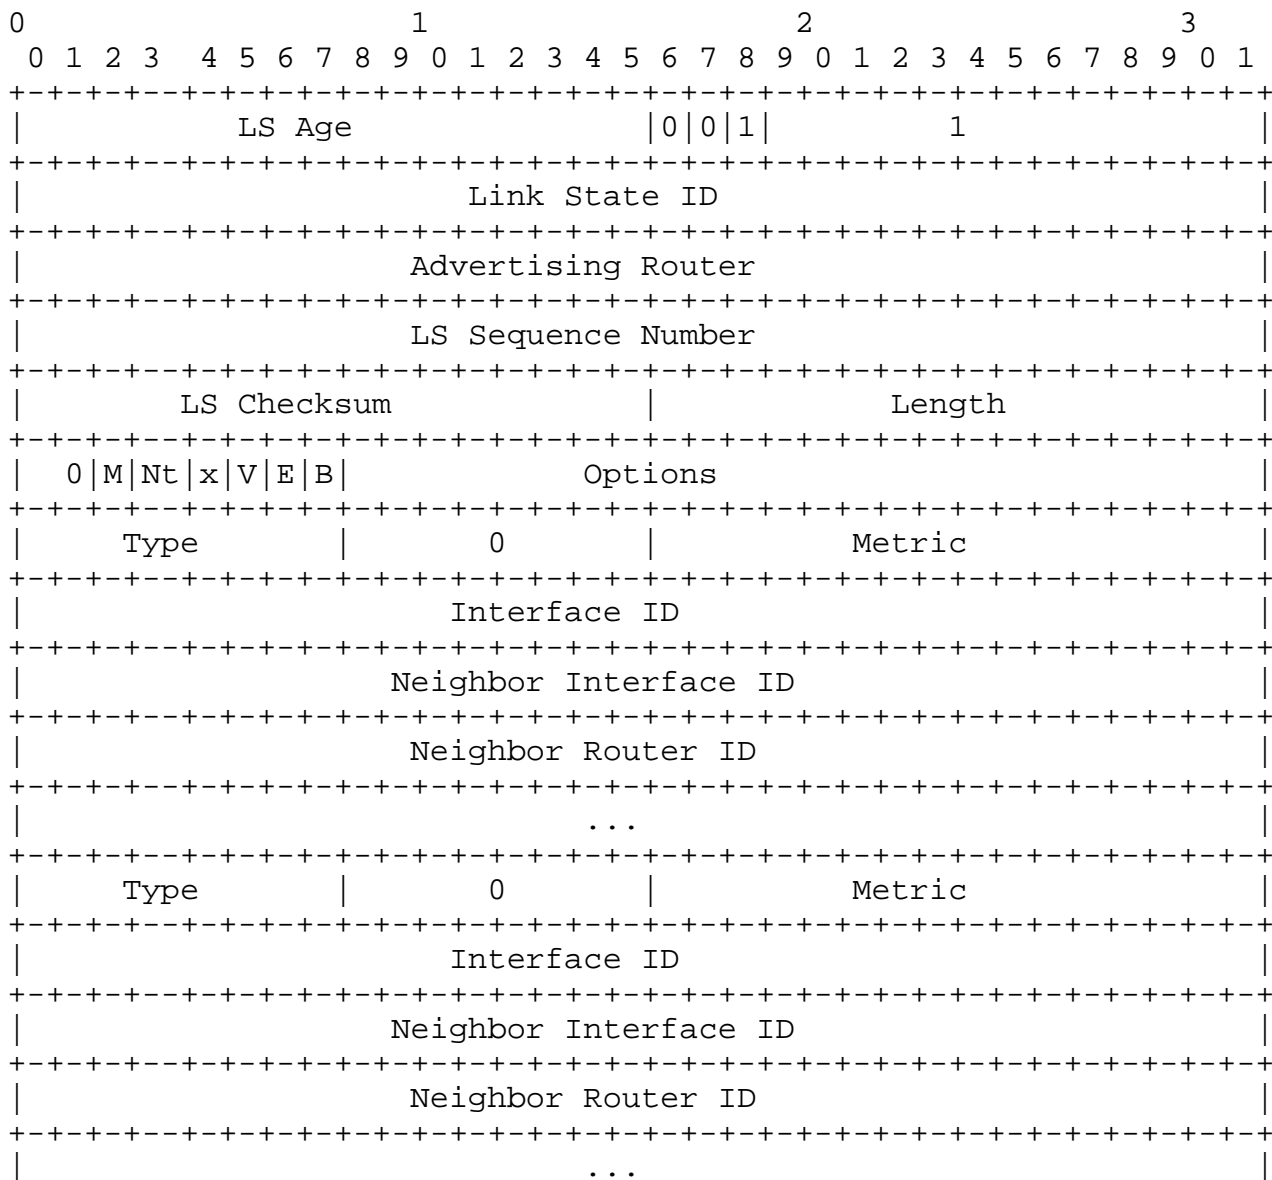 0                   1                   2                   3
 0 1 2 3  4 5 6 7 8 9 0 1 2 3 4 5 6 7 8 9 0 1 2 3 4 5 6 7 8 9 0 1
+-+-+-+--+-+-+-+-+-+-+-+-+-+-+-+-+-+-+-+-+-+-+-+-+-+-+-+-+-+-+-+
|           LS Age               |0|0|1|         1               |
+-+-+-+--+-+-+-+-+-+-+-+-+-+-+-+-+-+-+-+-+-+-+-+-+-+-+-+-+-+-+-+
|                       Link State ID                            |
+-+-+-+--+-+-+-+-+-+-+-+-+-+-+-+-+-+-+-+-+-+-+-+-+-+-+-+-+-+-+-+
|                    Advertising Router                          |
+-+-+-+--+-+-+-+-+-+-+-+-+-+-+-+-+-+-+-+-+-+-+-+-+-+-+-+-+-+-+-+
|                    LS Sequence Number                          |
+-+-+-+--+-+-+-+-+-+-+-+-+-+-+-+-+-+-+-+-+-+-+-+-+-+-+-+-+-+-+-+
|        LS Checksum             |            Length             |
+-+-+-+--+-+-+-+-+-+-+-+-+-+-+-+-+-+-+-+-+-+-+-+-+-+-+-+-+-+-+-+
|  0|M|Nt|x|V|E|B|            Options                            |
+-+-+-+--+-+-+-+-+-+-+-+-+-+-+-+-+-+-+-+-+-+-+-+-+-+-+-+-+-+-+-+
|     Type       |       0       |          Metric               |
+-+-+-+--+-+-+-+-+-+-+-+-+-+-+-+-+-+-+-+-+-+-+-+-+-+-+-+-+-+-+-+
|                      Interface ID                              |
+-+-+-+--+-+-+-+-+-+-+-+-+-+-+-+-+-+-+-+-+-+-+-+-+-+-+-+-+-+-+-+
|                   Neighbor Interface ID                        |
+-+-+-+--+-+-+-+-+-+-+-+-+-+-+-+-+-+-+-+-+-+-+-+-+-+-+-+-+-+-+-+
|                    Neighbor Router ID                          |
+-+-+-+--+-+-+-+-+-+-+-+-+-+-+-+-+-+-+-+-+-+-+-+-+-+-+-+-+-+-+-+
|                             ...                                |
+-+-+-+--+-+-+-+-+-+-+-+-+-+-+-+-+-+-+-+-+-+-+-+-+-+-+-+-+-+-+-+
|     Type       |       0       |          Metric               |
+-+-+-+--+-+-+-+-+-+-+-+-+-+-+-+-+-+-+-+-+-+-+-+-+-+-+-+-+-+-+-+
|                      Interface ID                              |
+-+-+-+--+-+-+-+-+-+-+-+-+-+-+-+-+-+-+-+-+-+-+-+-+-+-+-+-+-+-+-+
|                   Neighbor Interface ID                        |
+-+-+-+--+-+-+-+-+-+-+-+-+-+-+-+-+-+-+-+-+-+-+-+-+-+-+-+-+-+-+-+
|                    Neighbor Router ID                          |
+-+-+-+--+-+-+-+-+-+-+-+-+-+-+-+-+-+-+-+-+-+-+-+-+-+-+-+-+-+-+-+
|                             ...                                |